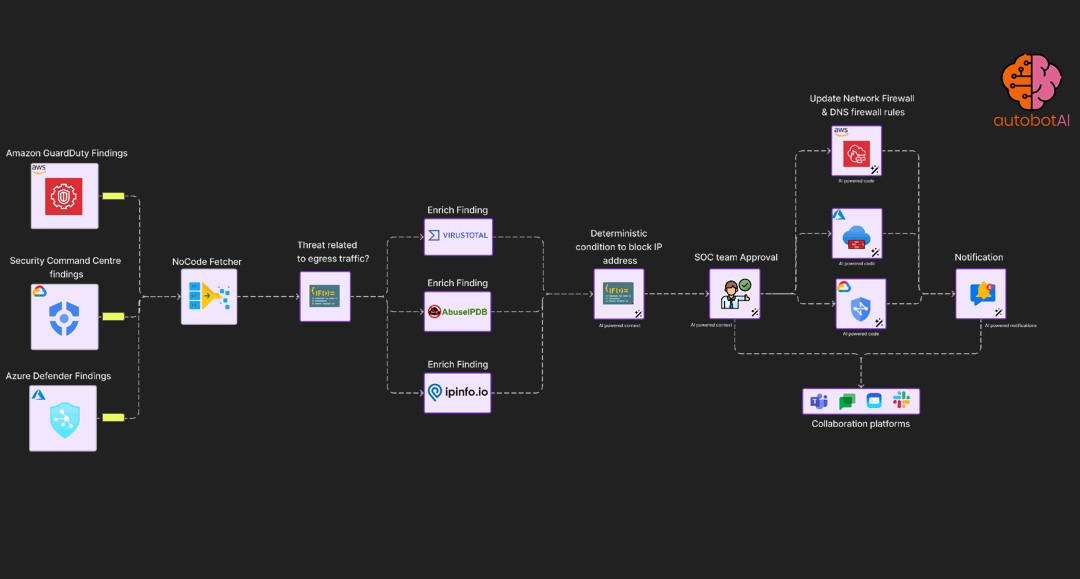 autobotAI
Update Network Firewall
& DNS firewall rules
aws
AI powered code
Amazon GuardDuty Findings
aws
Security Command Centre
findings
Azure Defender Findings
NoCode Fetcher
Threat related
to egress traffic?
{IF(x)=
Enrich Finding
VIRUSTOTAL
Enrich Finding
AbuseIPDB
Enrich Finding
ipinfo.io
Deterministic
condition to block IP
address
{IF(x)=
AI powered context
SOC team Approval
AI powered context
AI powered code
AI powered code
Notification
AI powered notifications
Collaboration platforms